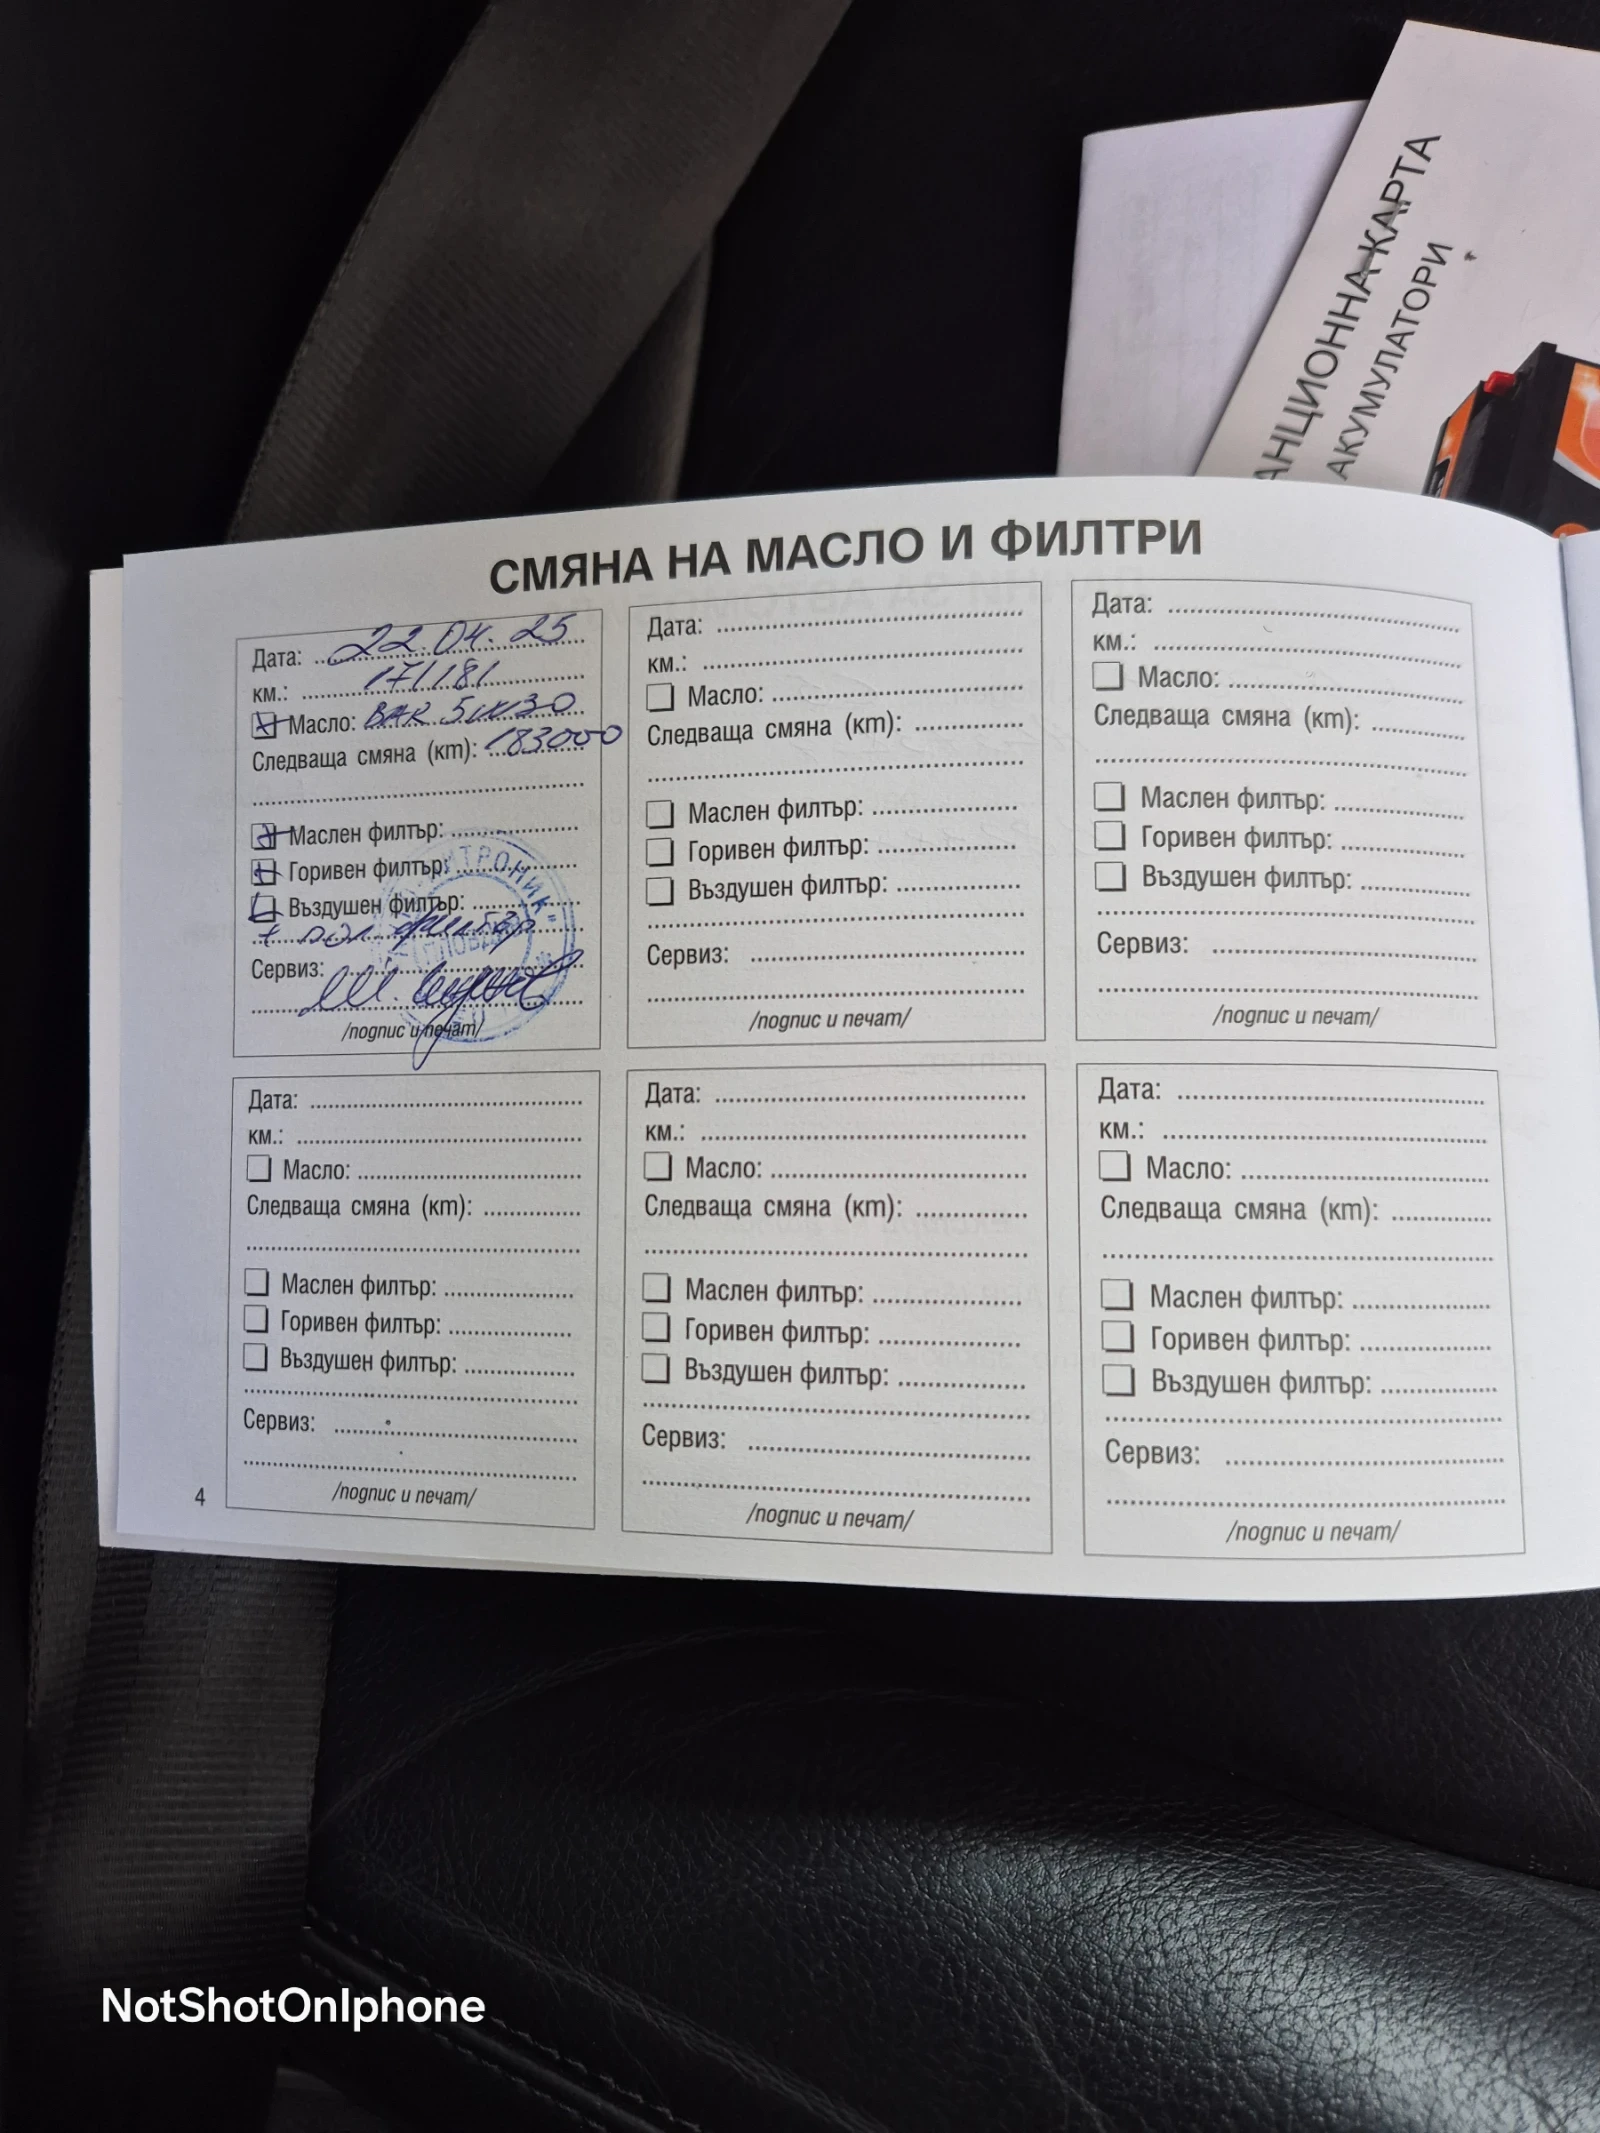 АНЦИОННА КАРТА
АКУМУЛАТОРИ
СМЯНА НА МАСЛО И ФИЛТРИ
Дата: 22.04.25
км.: 171181
Масло: BAR 5W30
Следваща смяна (km): 183000
Маслен филтър:
Горивен филтър:
Въздушен филтър:
+ пол. филтър
Сервиз:
/подпис и печат/
Дата:
км.:
Масло:
Следваща смяна (km):
Маслен филтър:
Горивен филтър:
Въздушен филтър:
Сервиз:
/подпис и печат/
Дата:
км.:
Масло:
Следваща смяна (km):
Маслен филтър:
Горивен филтър:
Въздушен филтър:
Сервиз:
/подпис и печат/
Дата:
км.:
Масло:
Следваща смяна (km):
Маслен филтър:
Горивен филтър:
Въздушен филтър:
Сервиз:
/подпис и печат/
Дата:
км.:
Масло:
Следваща смяна (km):
Маслен филтър:
Горивен филтър:
Въздушен филтър:
Сервиз:
/подпис и печат/
Дата:
км.:
Масло:
Следваща смяна (km):
Маслен филтър:
Горивен филтър:
Въздушен филтър:
Сервиз:
/подпис и печат/
4
NotShotOnIphone